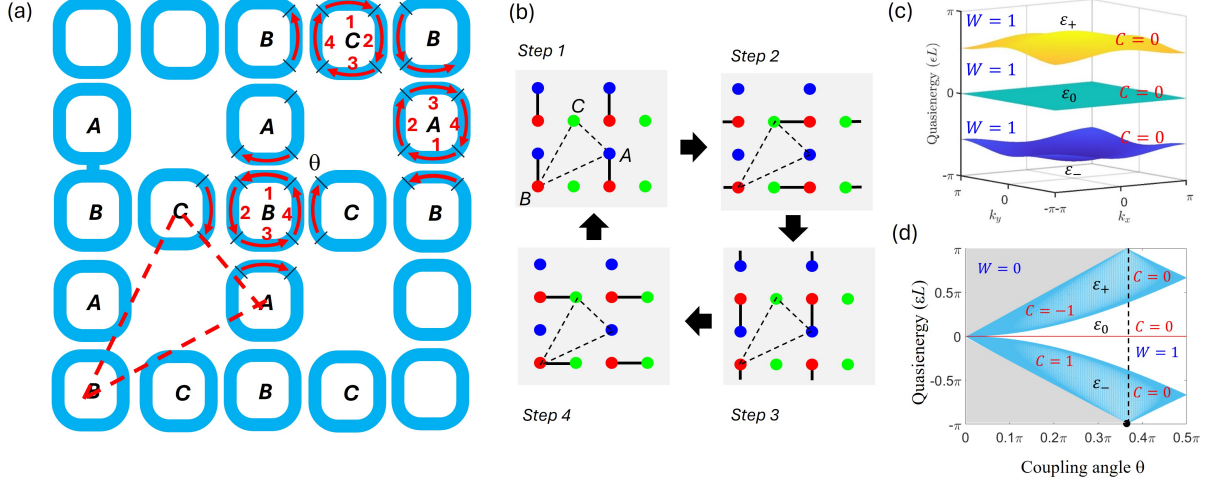 (a)
B
1
4 C 2
3
B
A
A
3
2 A 4
1
θ
B
C
1
2 B 4
3
C
B
A
A
B
C
B
C
(b)
Step 1
Step 2
C
A
B
Step 4
Step 3
(c)
Quasienergy (ϵL)
π
0
-π
W = 1
ε+
C = 0
W = 1
ε0
C = 0
W = 1
C = 0
ε−
π
0
-π
-π
0
π
ky
kx
(d)
Quasienergy (εL)
π
0.5π
0
-0.5π
-π
W = 0
C = 0
ε+
C = −1
ε0
C = 0
W = 1
C = 1
ε−
C = 0
0
0.1π
0.2π
0.3π
0.4π
0.5π
Coupling angle θ